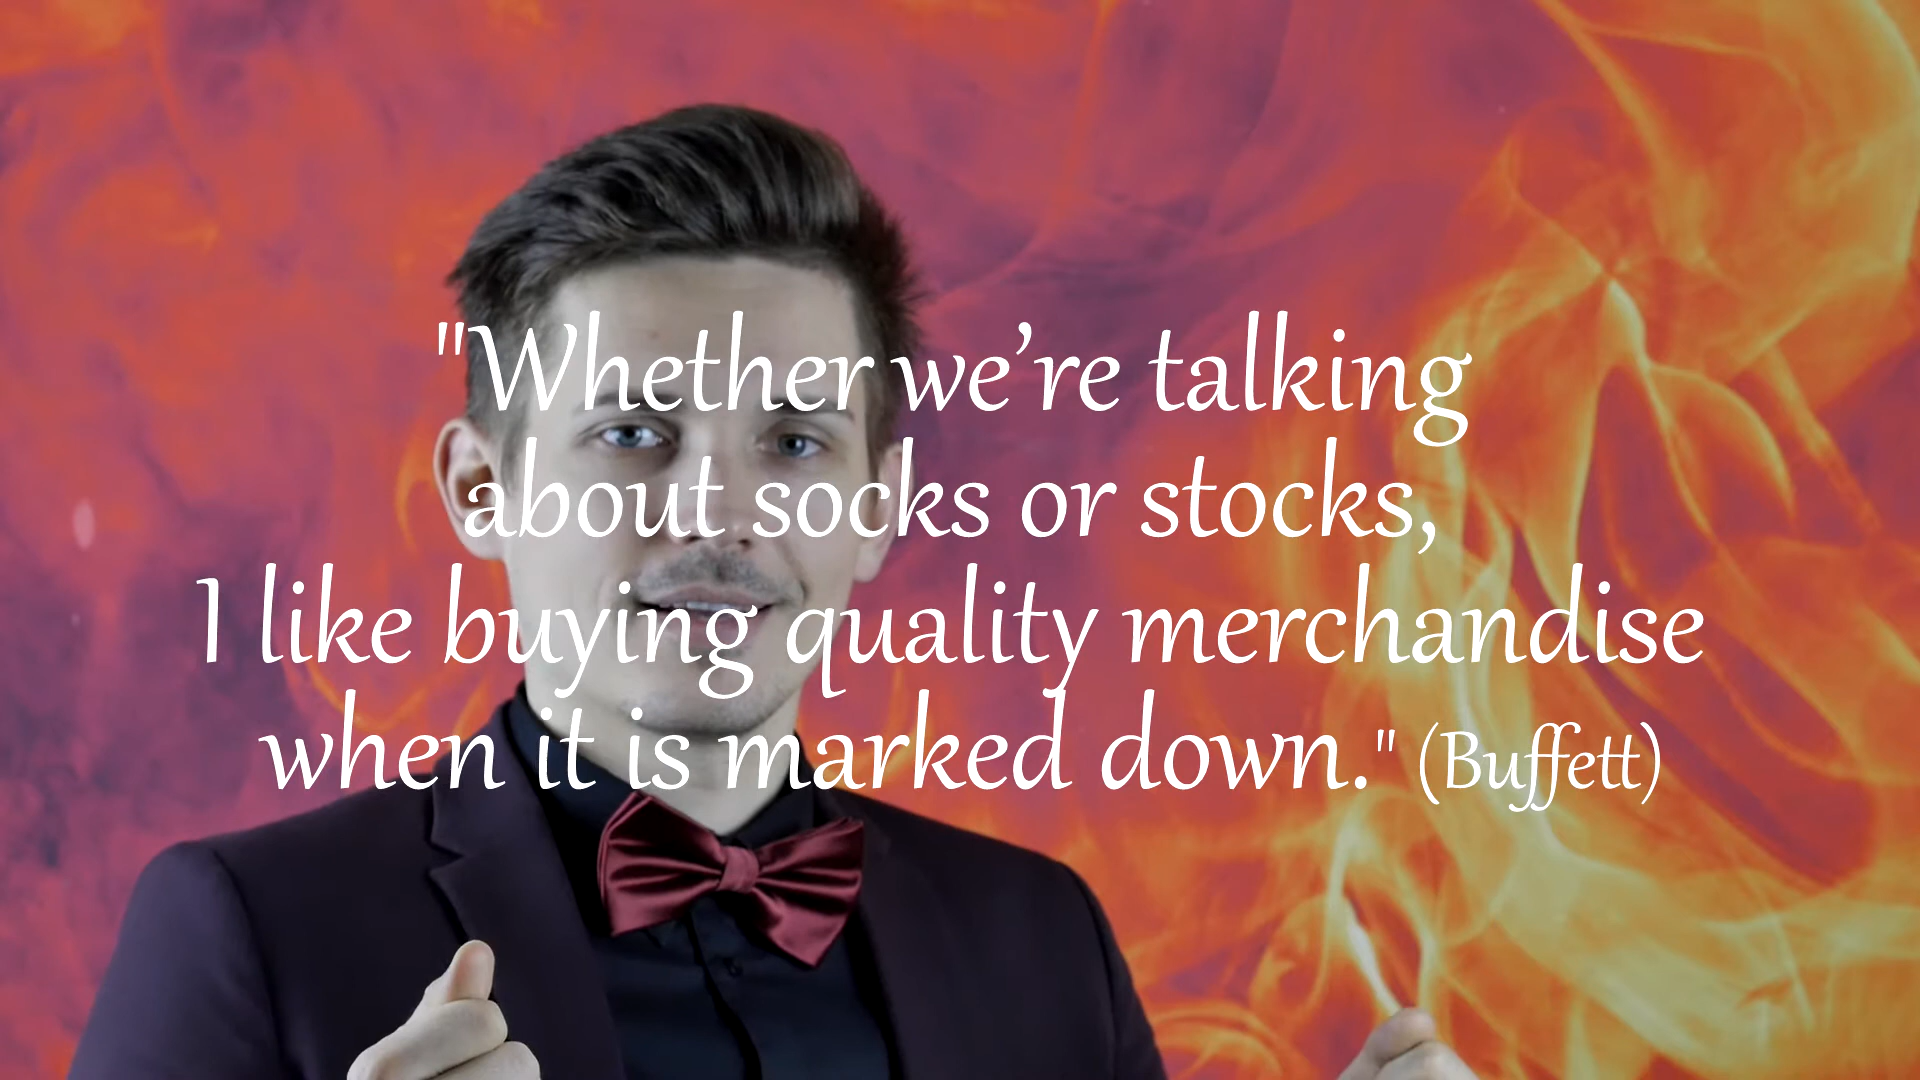 "Whether we’re talking
about socks or stocks,
I like buying quality merchandise
when it is marked down." (Buffett)